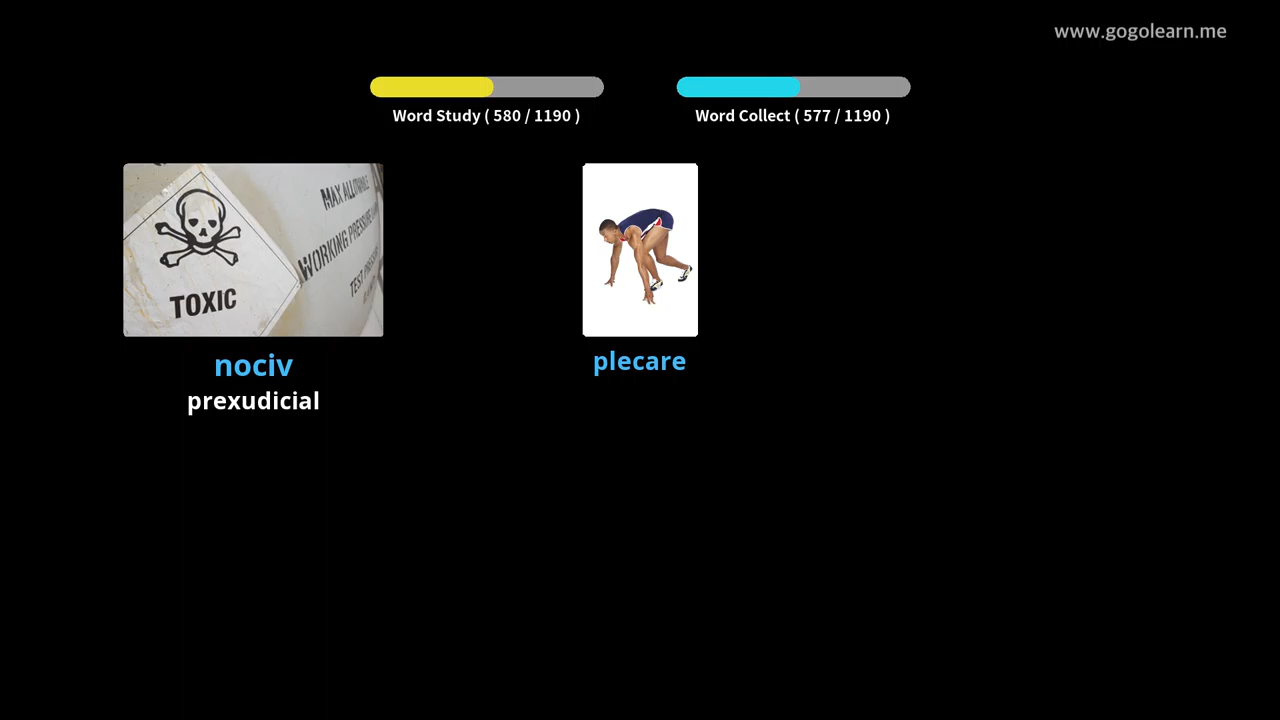 www.gogolearn.me
Word Study ( 580 / 1190 )
Word Collect ( 577 / 1190 )
MAX ALLOWABLE
WORKING PRESSURE
TEST PRES
TOXIC
nociv
plecare
prexudicial